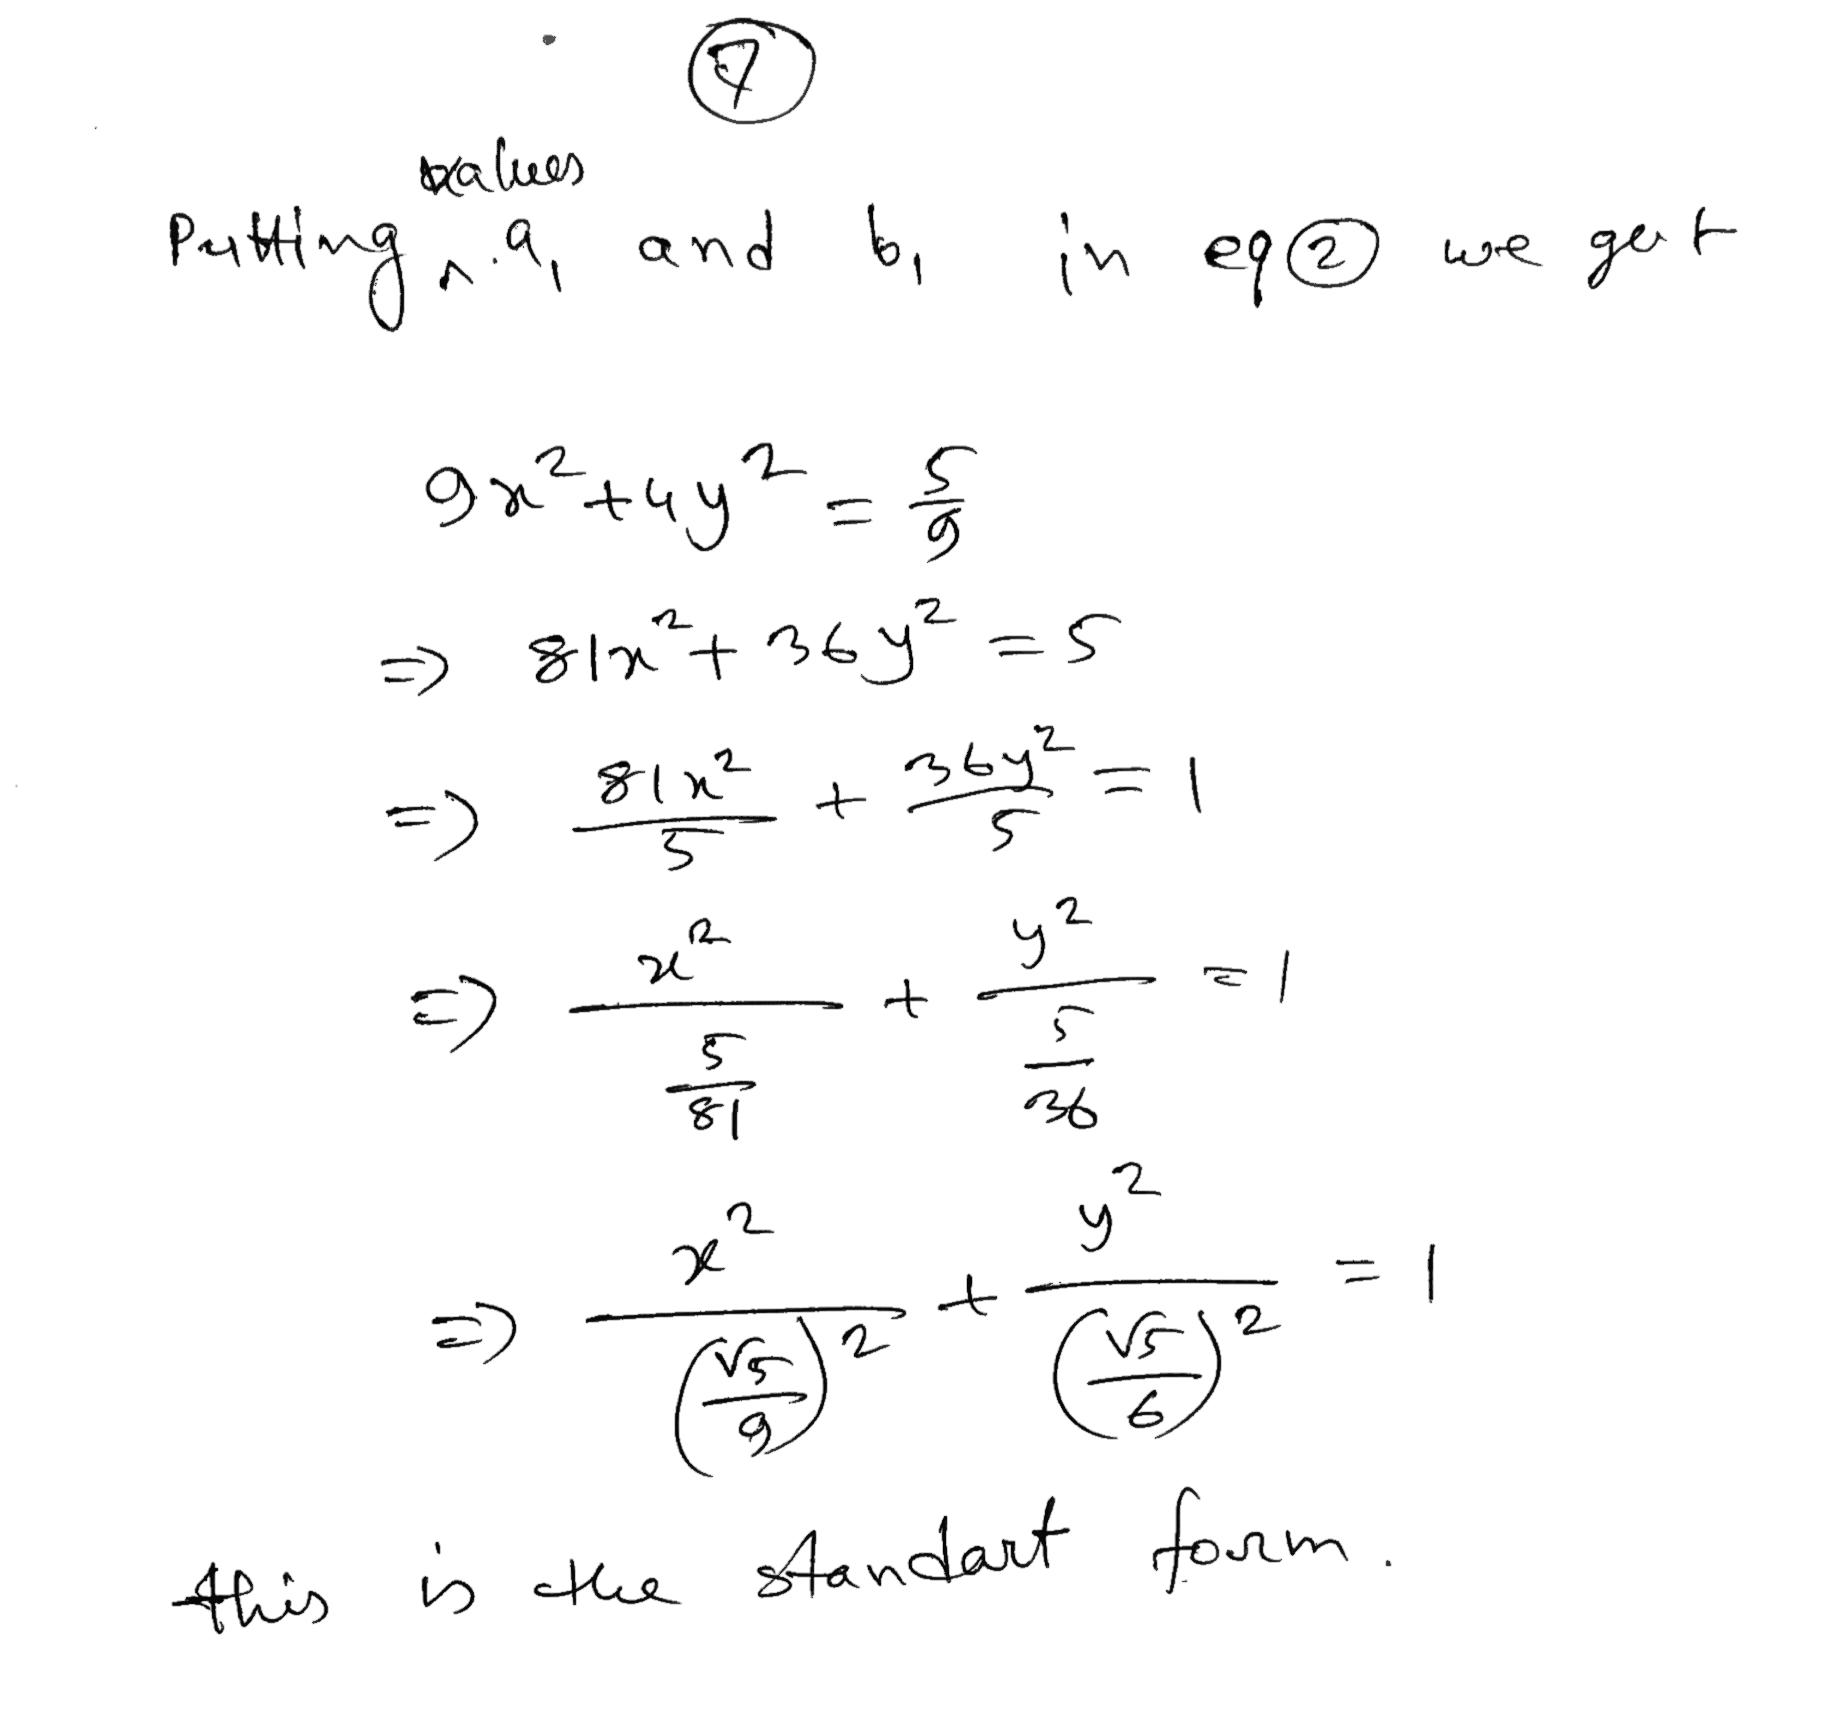 7
values
Putting ^ a₁ and b₁ in eq ② we get
9x² + 4y² = 5/9
=> 81x² + 36y² = 5
=> 81x²/5 + 36y²/5 = 1
=> x²/(5/81) + y²/(5/36) = 1
=> x²/(√5/9)² + y²/(√5/6)² = 1
this is the standart form.